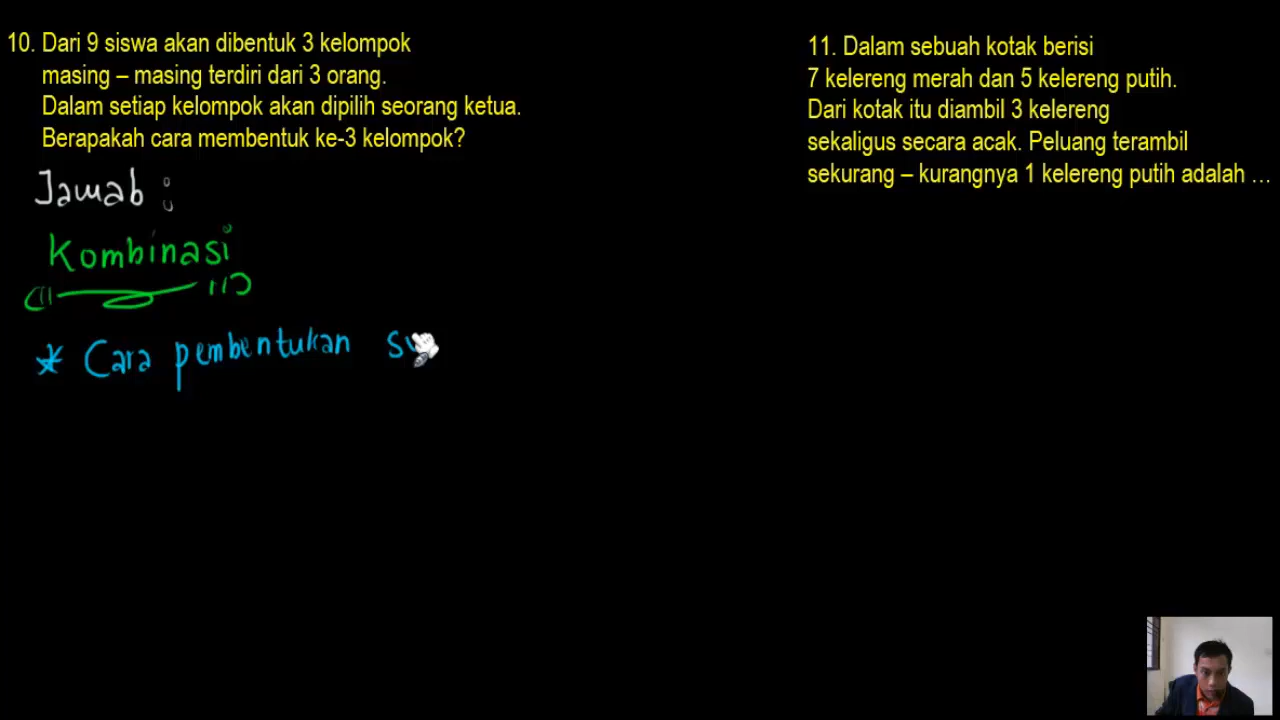 10. Dari 9 siswa akan dibentuk 3 kelompok
masing – masing terdiri dari 3 orang.
Dalam setiap kelompok akan dipilih seorang ketua.
Berapakah cara membentuk ke-3 kelompok?
Jawab :
Kombinasi
* Cara pembentukan
11. Dalam sebuah kotak berisi
7 kelereng merah dan 5 kelereng putih.
Dari kotak itu diambil 3 kelereng
sekaligus secara acak. Peluang terambil
sekurang – kurangnya 1 kelereng putih adalah ...